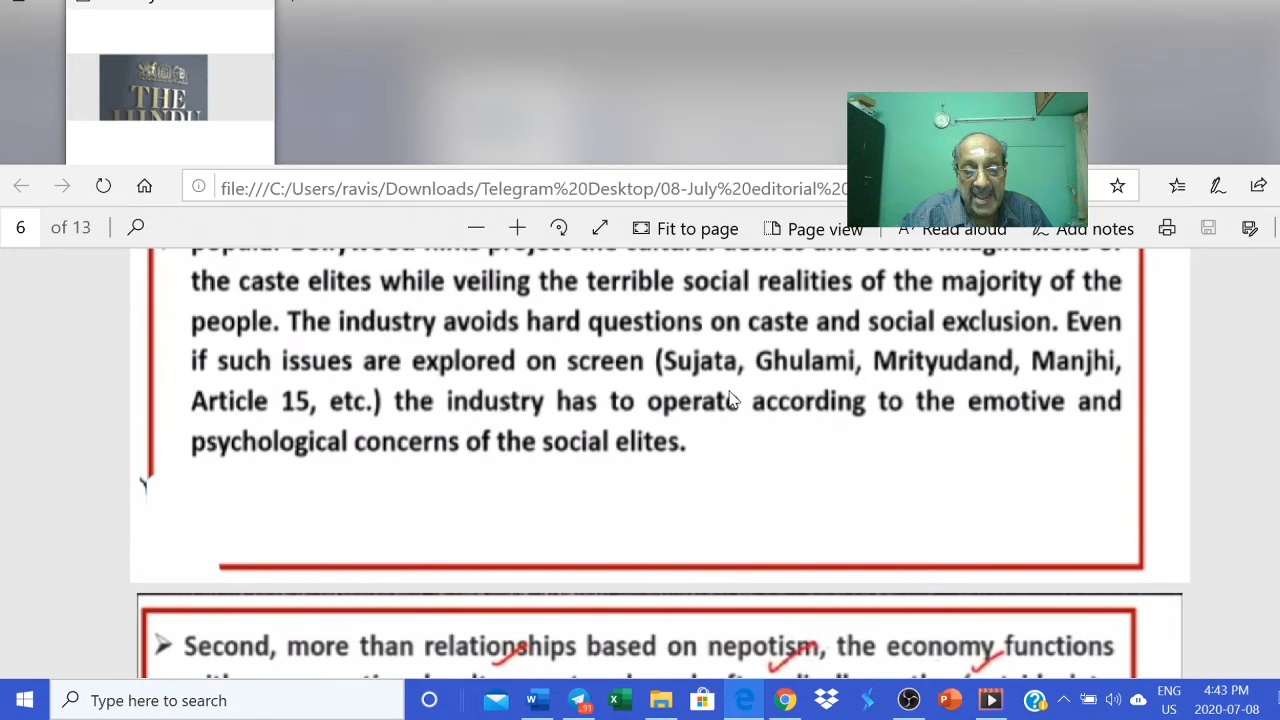 THE
HINDU
file:///C:/Users/ravis/Downloads/Telegram%20Desktop/08-July%20editorial%20
6 of 13
Fit to page
Page view
Read aloud
Add notes
the caste elites while veiling the terrible social realities of the majority of the
people. The industry avoids hard questions on caste and social exclusion. Even
if such issues are explored on screen (Sujata, Ghulami, Mrityudand, Manjhi,
Article 15, etc.) the industry has to operate according to the emotive and
psychological concerns of the social elites.
➤ Second, more than relationships based on nepotism, the economy functions
Type here to search
91
ENG
US
4:43 PM
2020-07-08